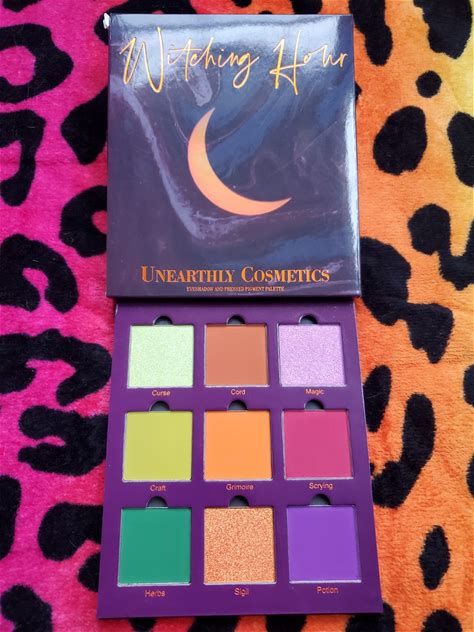 Witching Hour
UNEARTHLY COSMETICS
EYESHADOW AND PRESSED PIGMENT PALETTE
Curse Cord Magic
Craft Grimoire Scrying
Herbs Sigil Potion